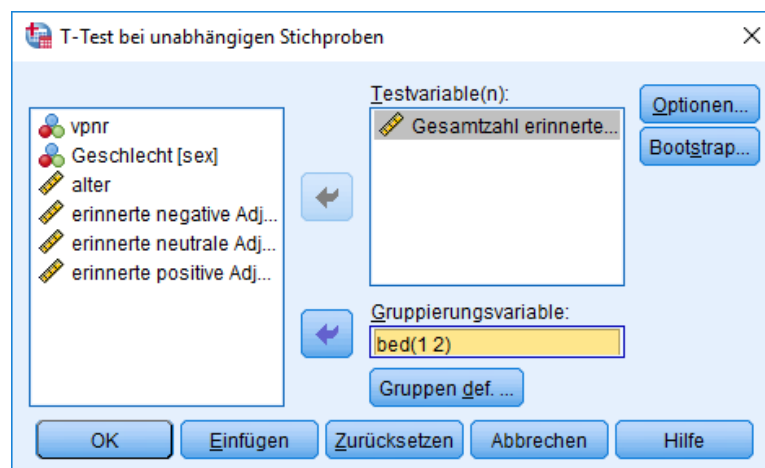 T-Test bei unabhängigen Stichproben
vpnr
Geschlecht [sex]
alter
erinnerte negative Adj...
erinnerte neutrale Adj...
erinnerte positive Adj...
Testvariable(n):
Gesamtzahl erinnerte...
Optionen...
Bootstrap...
Gruppierungsvariable:
bed(1 2)
Gruppen def. ...
OK
Einfügen
Zurücksetzen
Abbrechen
Hilfe